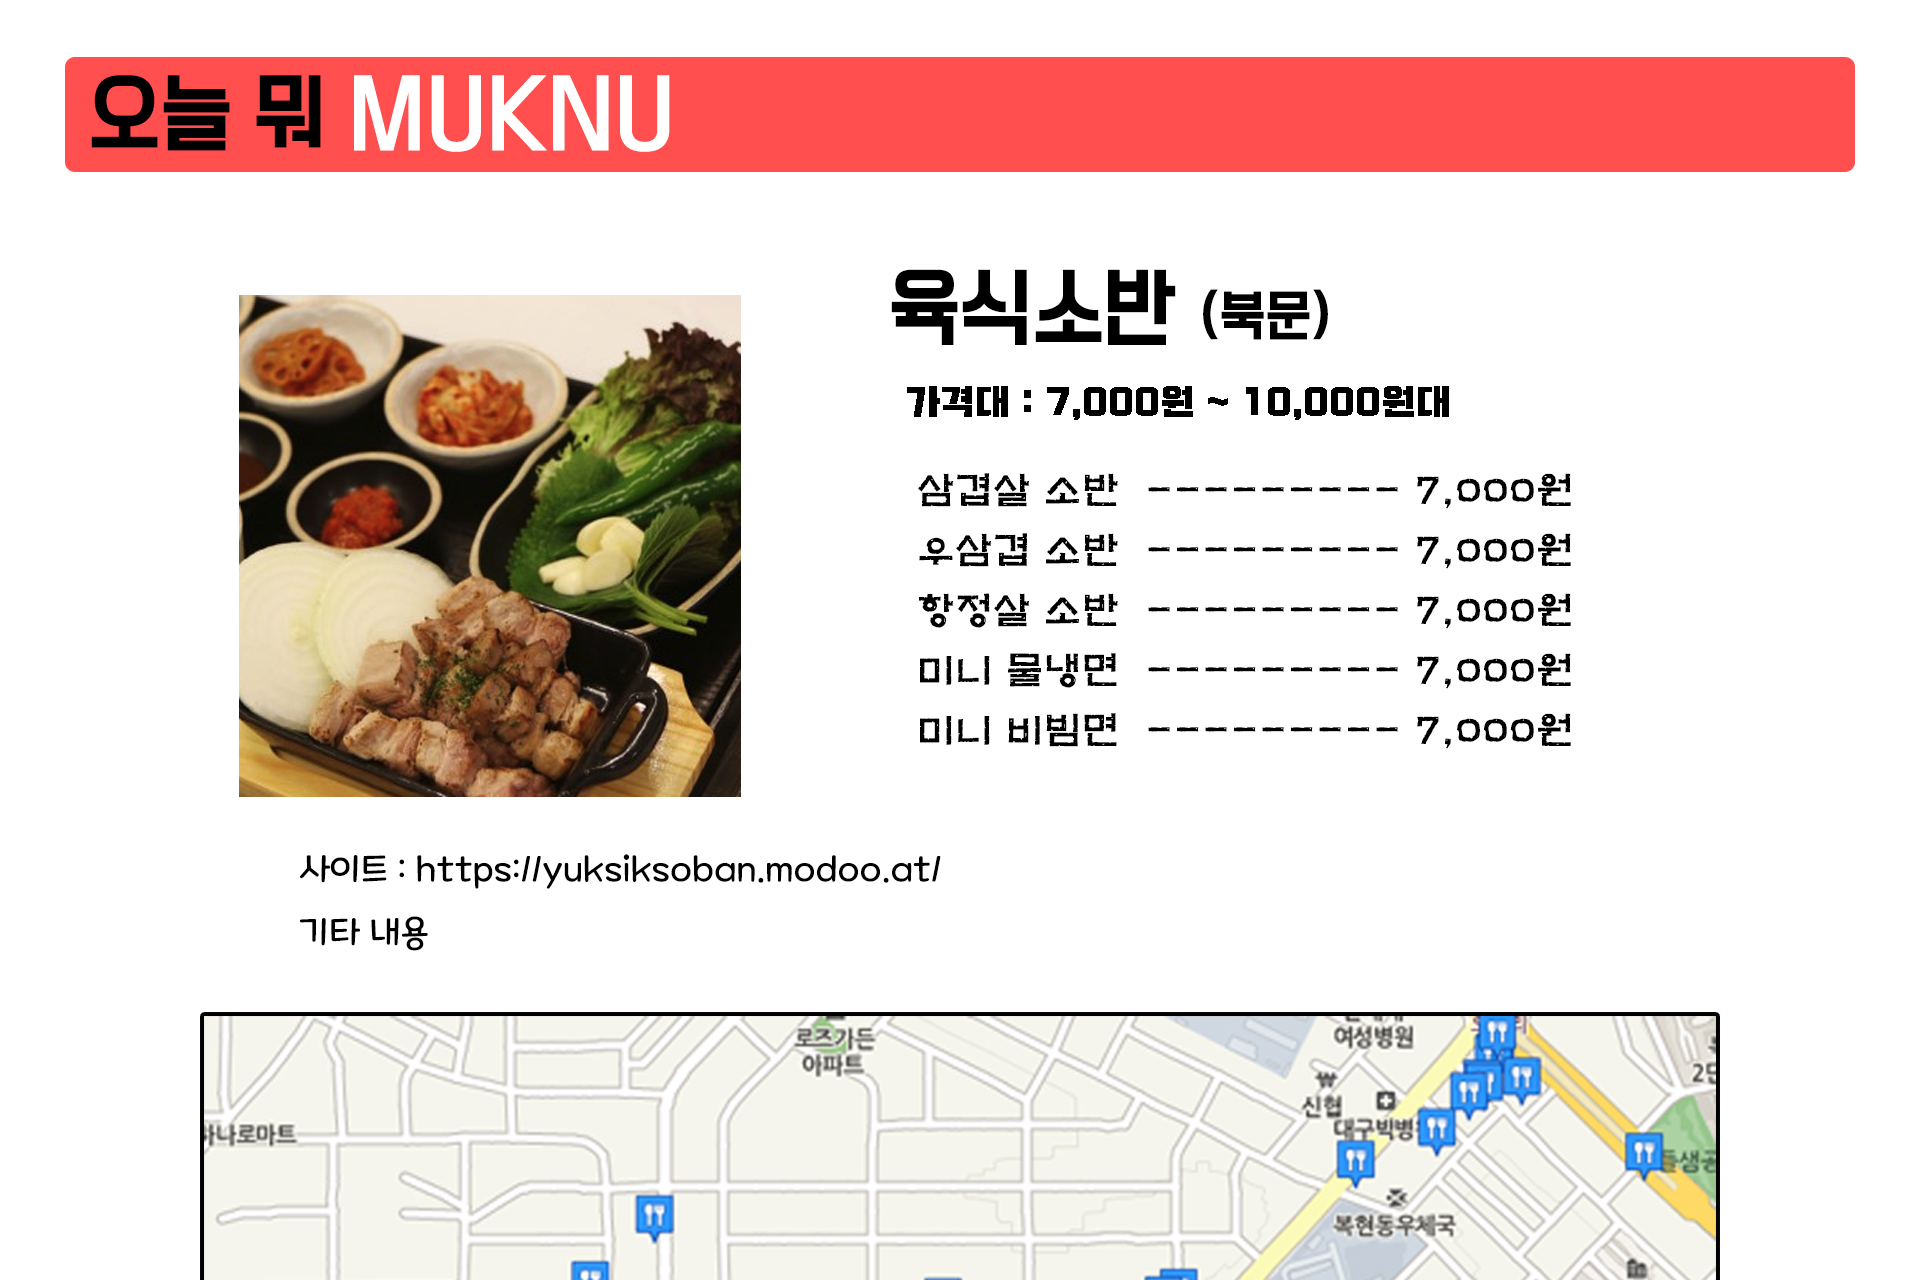 오늘 뭐 MUKNU
육식소반 (북문)
가격대 : 7,000원 ~ 10,000원대
삼겹살 소반 --------- 7,000원
우삼겹 소반 --------- 7,000원
항정살 소반 --------- 7,000원
미니 물냉면 --------- 7,000원
미니 비빔면 --------- 7,000원
사이트 : https://yuksiksoban.modoo.at/
기타 내용
로즈가든
아파트
여성병원
신협
대구빅병
하나로마트
들샘공
복현동우체국